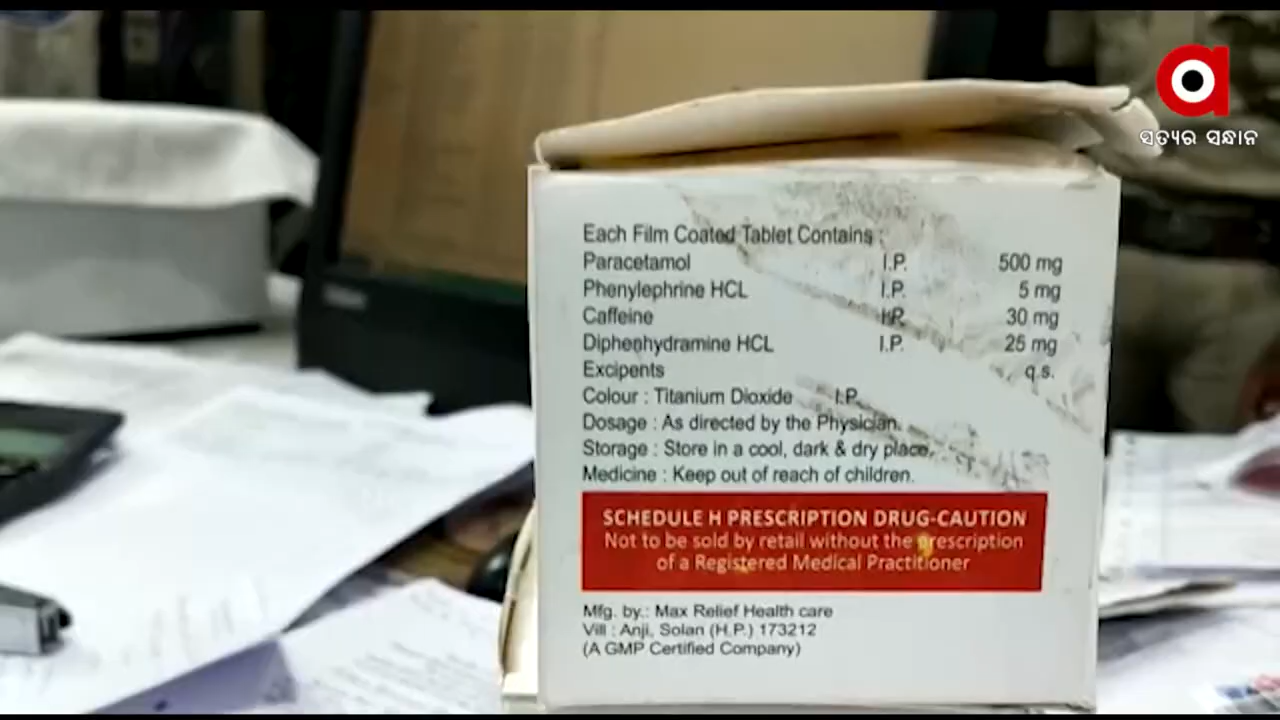 ସତ୍ୟର ସନ୍ଧାନ
Each Film Coated Tablet Contains :
Paracetamol I.P. 500 mg
Phenylephrine HCL I.P. 5 mg
Caffeine I.P. 30 mg
Diphenhydramine HCL I.P. 25 mg
Excipents q.s.
Colour : Titanium Dioxide I.P.
Dosage : As directed by the Physician.
Storage : Store in a cool, dark & dry place.
Medicine : Keep out of reach of children.
SCHEDULE H PRESCRIPTION DRUG-CAUTION
Not to be sold by retail without the prescription
of a Registered Medical Practitioner
Mfg. by.: Max Relief Health care
Vill : Anji, Solan (H.P.) 173212
(A GMP Certified Company)